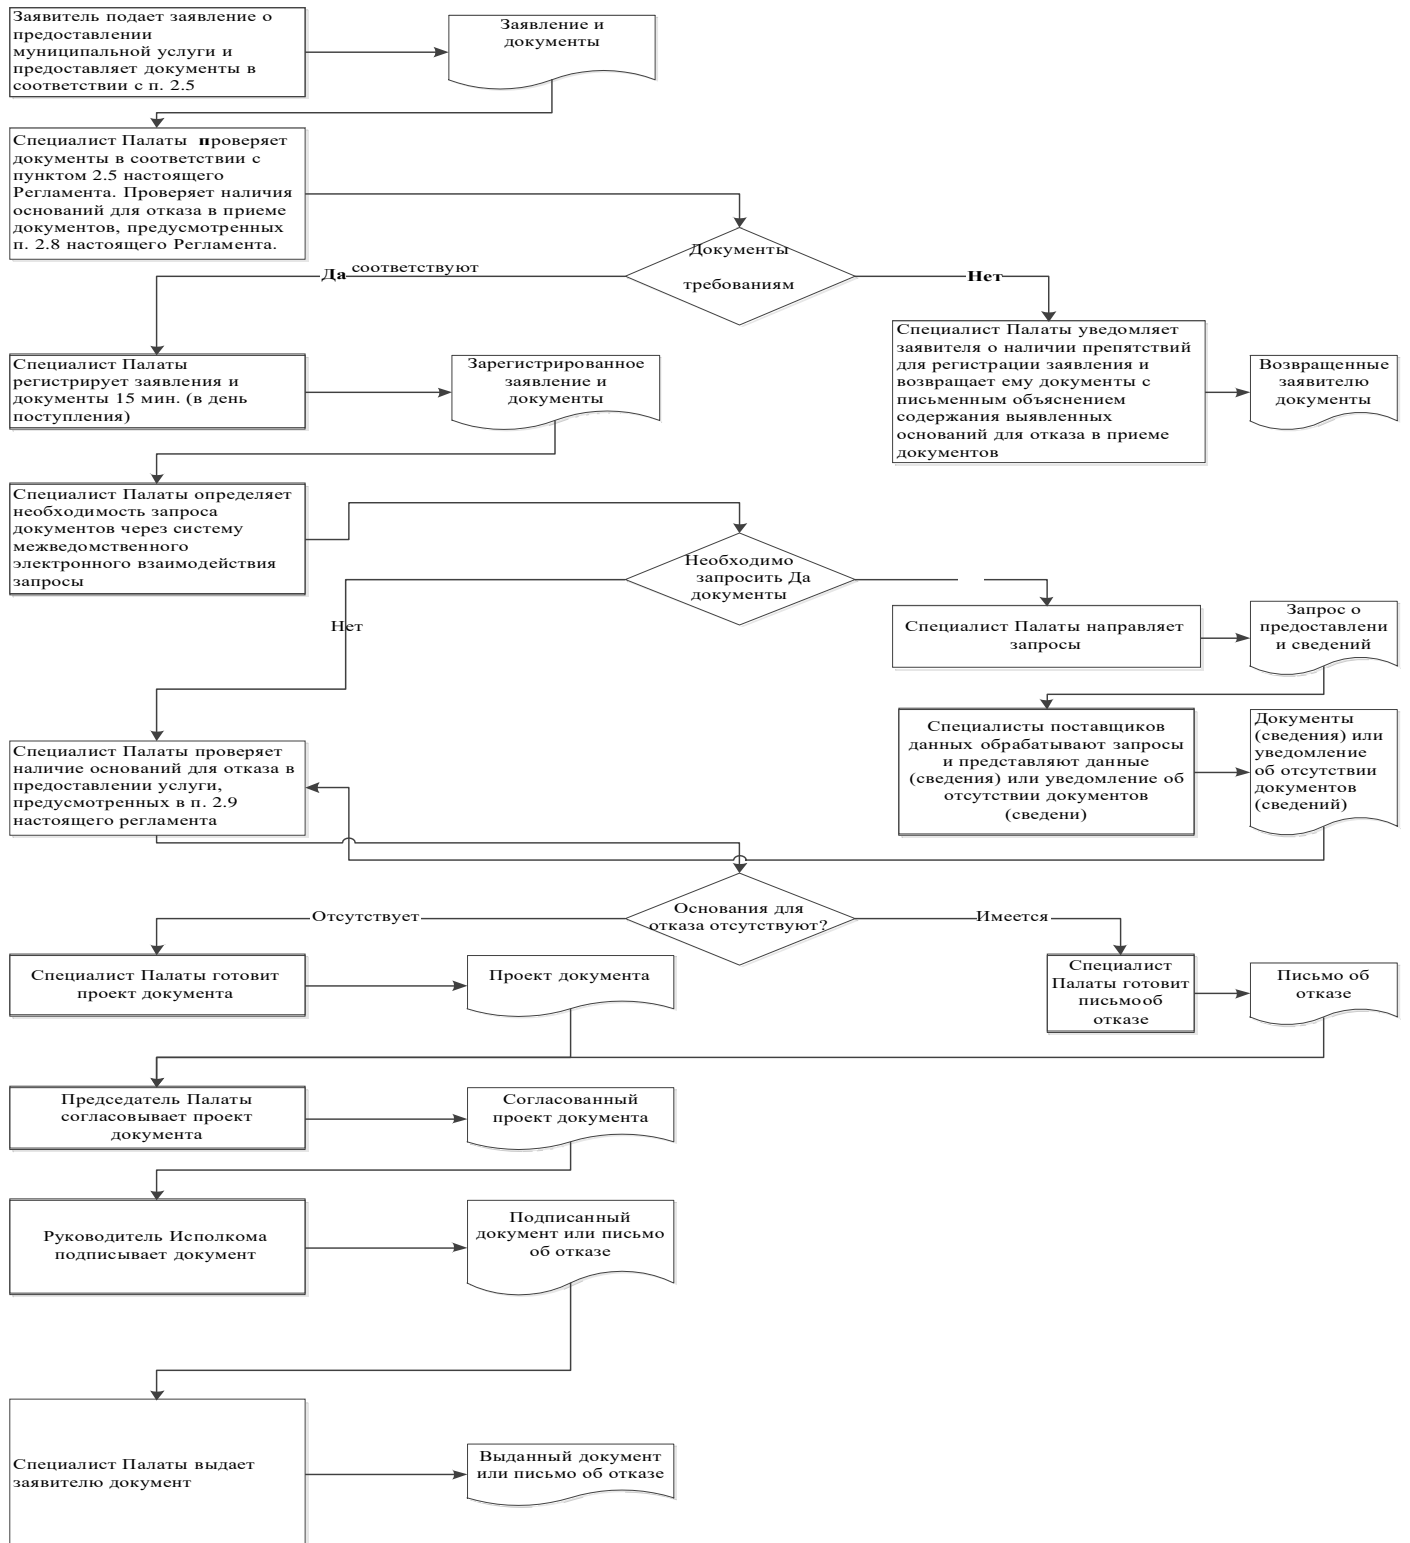 Заявитель подает заявление о
предоставлении
муниципальной услуги и
предоставляет документы в
соответствии с п. 2.5
Заявление и
документы
Специалист Палаты проверяет
документы в соответствии с
пунктом 2.5 настоящего
Регламента. Проверяет наличия
оснований для отказа в приеме
документов, предусмотренных
п. 2.8 настоящего Регламента.
Документы
соответствуют
требованиям
Да
Нет
Специалист Палаты уведомляет
заявителя о наличии препятствий
для регистрации заявления и
возвращает ему документы с
письменным объяснением
содержания выявленных
оснований для отказа в приеме
документов
Возвращенные
заявителю
документы
Специалист Палаты
регистрирует заявления и
документы 15 мин. (в день
поступления)
Зарегистрированное
заявление и
документы
Специалист Палаты определяет
необходимость запроса
документов через систему
межведомственного
электронного взаимодействия
запросы
Необходимо
запросить Да
документы
Нет
Специалист Палаты направляет
запросы
Запрос о
предоставлени
и сведений
Специалисты поставщиков
данных обрабатывают запросы
и представляют данные
(сведения) или уведомление об
отсутствии документов
(сведени)
Документы
(сведения) или
уведомление
об отсутствии
документов
(сведений)
Специалист Палаты проверяет
наличие оснований для отказа в
предоставлении услуги,
предусмотренных в п. 2.9
настоящего регламента
Основания для
отказа отсутствуют?
Отсутствует
Имеется
Специалист Палаты готовит
проект документа
Проект документа
Специалист
Палаты готовит
письмооб
отказе
Письмо об
отказе
Председатель Палаты
согласовывает проект
документа
Согласованный
проект документа
Руководитель Исполкома
подписывает документ
Подписанный
документ или письмо
об отказе
Специалист Палаты выдает
заявителю документ
Выданный документ
или письмо об отказе